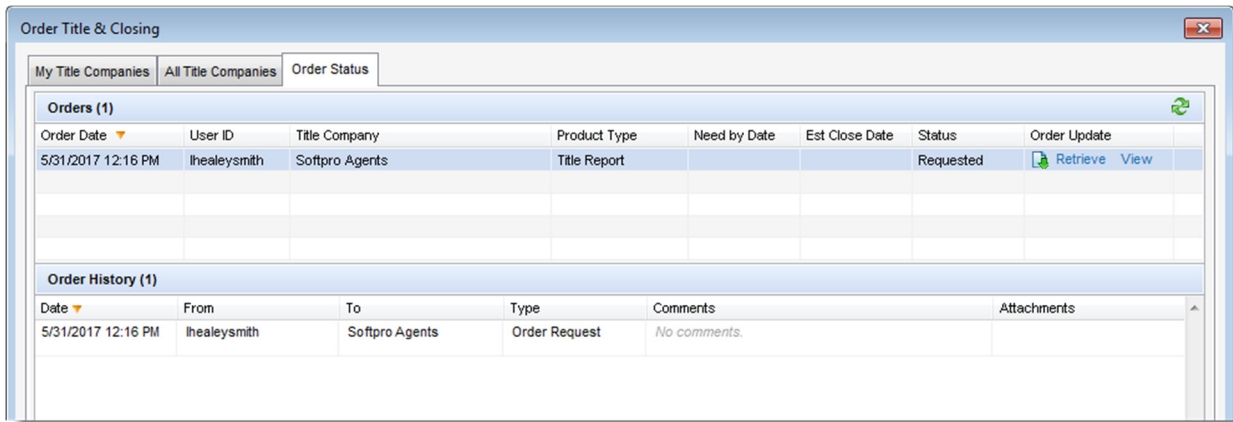 Order Title & Closing
My Title Companies All Title Companies Order Status
Orders (1)
Order Date User ID Title Company Product Type Need by Date Est Close Date Status Order Update
5/31/2017 12:16 PM lhealeysmith Softpro Agents Title Report Requested Retrieve View
Order History (1)
Date From To Type Comments Attachments
5/31/2017 12:16 PM lhealeysmith Softpro Agents Order Request No comments.